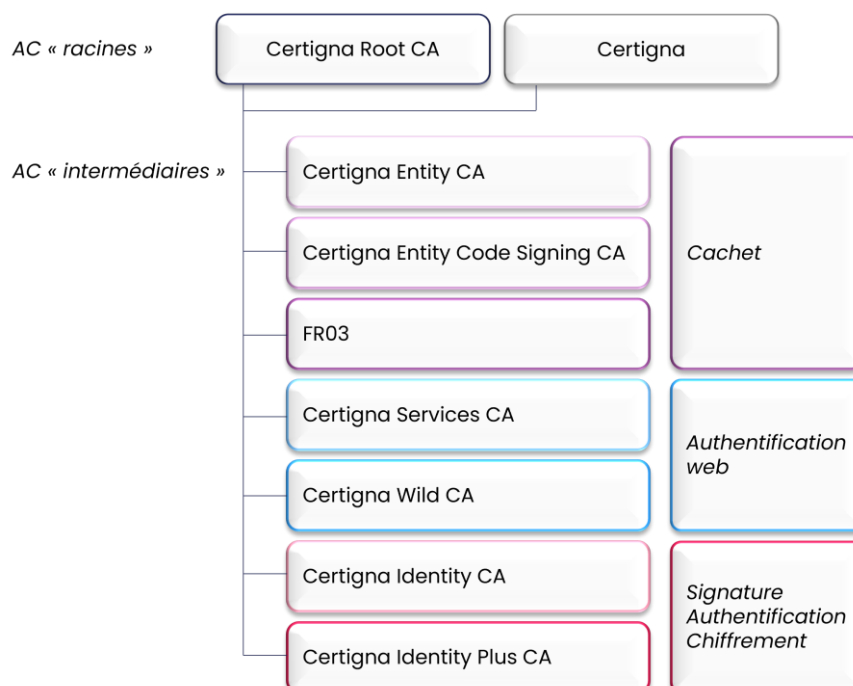 AC « racines »
Certigna Root CA
Certigna
AC « intermédiaires »
Certigna Entity CA
Certigna Entity Code Signing CA
Cachet
FR03
Certigna Services CA
Authentification
web
Certigna Wild CA
Certigna Identity CA
Signature
Authentification
Chiffrement
Certigna Identity Plus CA